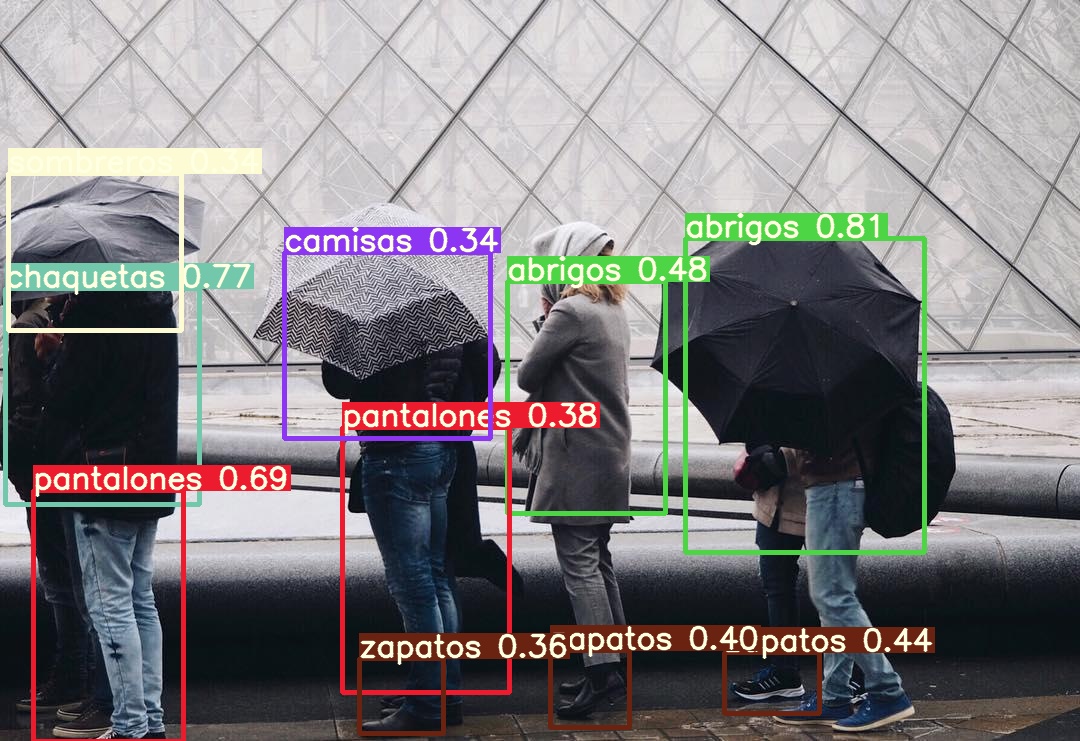 sombreros 0.34
abrigos 0.81
camisas 0.34
abrigos 0.48
chaquetas 0.77
pantalones 0.38
pantalones 0.69
zapatos 0.36
apatos 0.40
patos 0.44